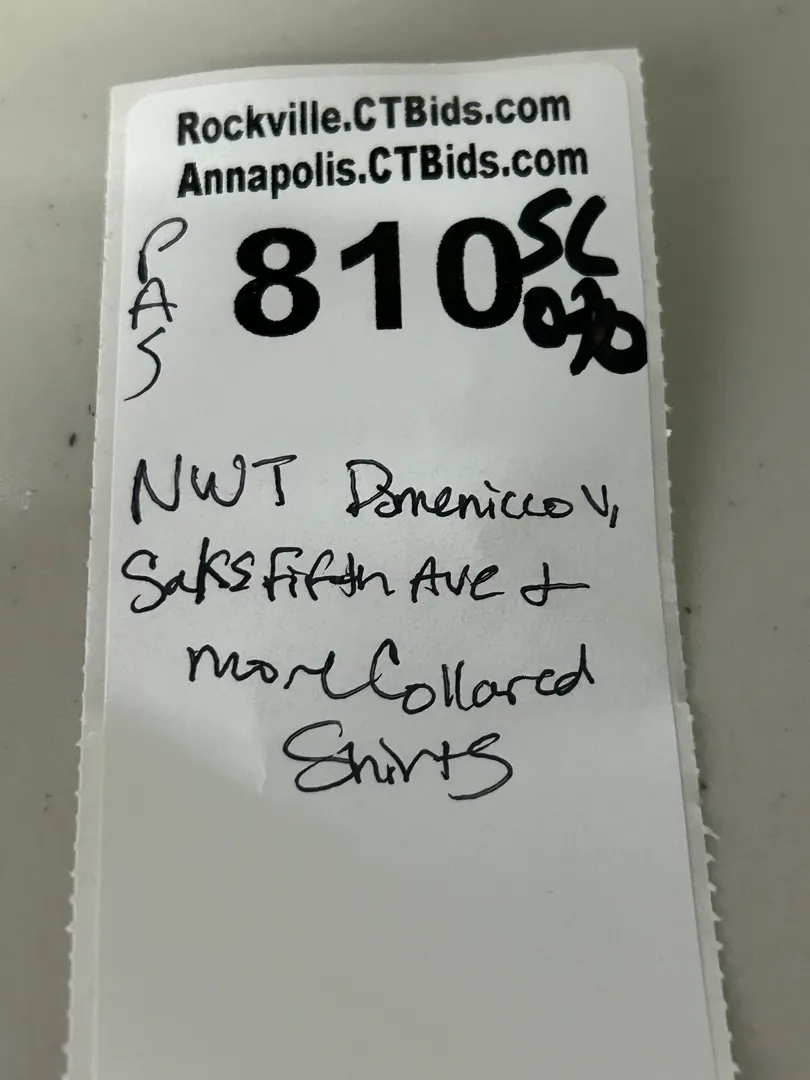 Rockville.CTBids.com
Annapolis.CTBids.com
PAS
810
SC
NWT Domenicco V,
Saks Fifth Ave &
more Collared
Shirts